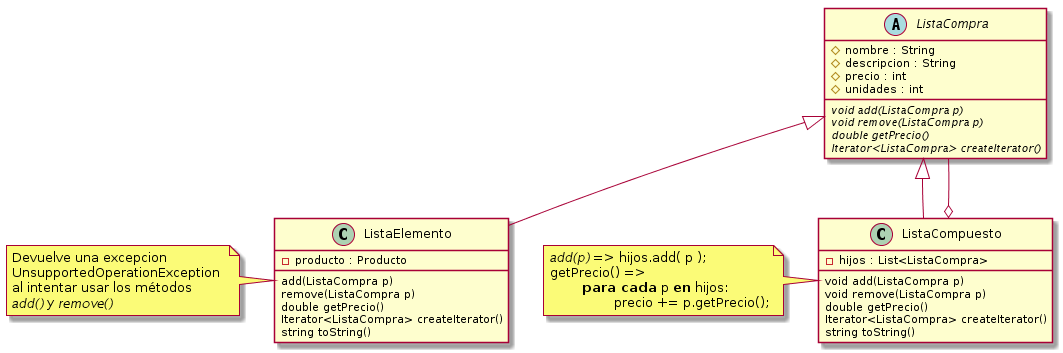 A ListaCompra
nombre : String
descripcion : String
precio : int
unidades : int
void add(ListaCompra p)
void remove(ListaCompra p)
double getPrecio()
Iterator<ListaCompra> createIterator()
Devuelve una excepcion
UnsupportedOperationException
al intentar usar los métodos
add() y remove()
C ListaElemento
producto : Producto
add(ListaCompra p)
remove(ListaCompra p)
double getPrecio()
Iterator<ListaCompra> createIterator()
string toString()
add(p) => hijos.add( p );
getPrecio() =>
para cada p en hijos:
precio += p.getPrecio();
C ListaCompuesto
hijos : List<ListaCompra>
void add(ListaCompra p)
void remove(ListaCompra p)
double getPrecio()
Iterator<ListaCompra> createIterator()
string toString()